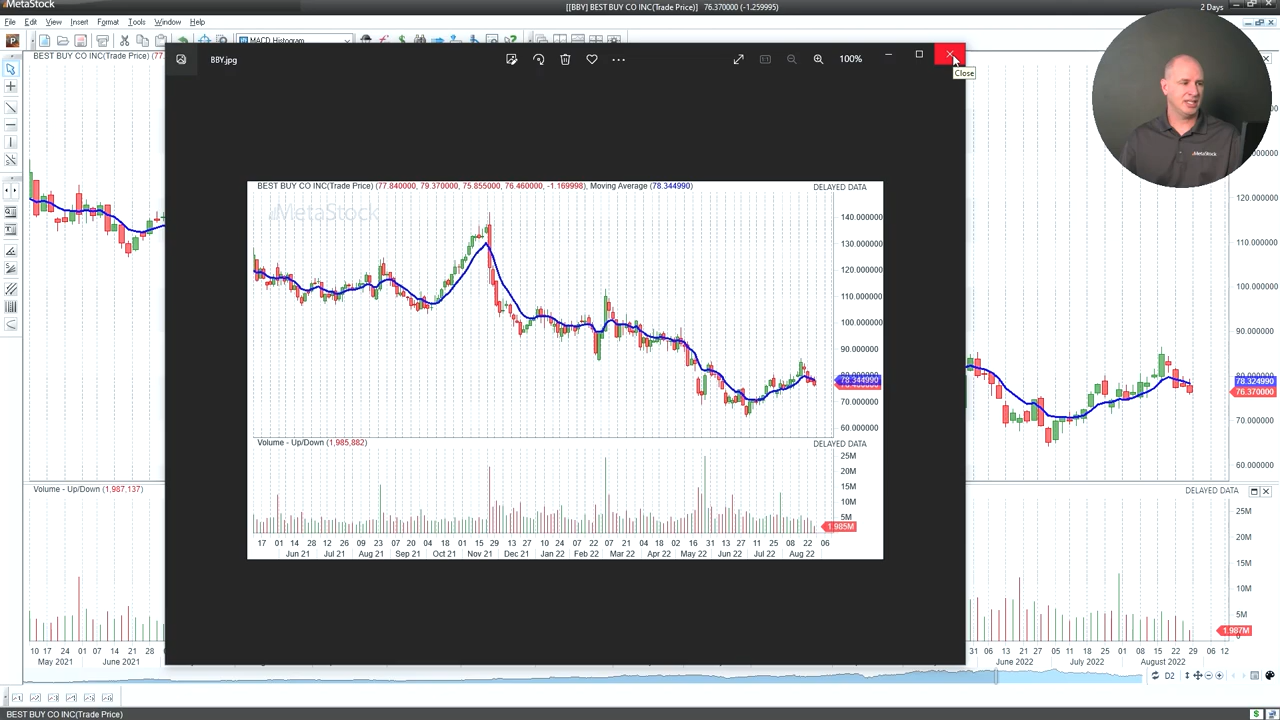 MetaStock
[[BBY] BEST BUY CO INC(Trade Price)] 76.370000 (-1.259995)
2 Days
File Edit View Insert Format Tools Window Help
MACD Histogram
BEST BUY CO INC(Trade Price) (77.
BBY.jpg
100%
Close
MetaStock
BEST BUY CO INC(Trade Price) (77.840000, 79.370000, 75.855000, 76.460000, -1.169998), Moving Average (78.344990)
DELAYED DATA
MetaStock
140.000000
130.000000
120.000000
110.000000
100.000000
90.000000
80.000000
78.344990
70.000000
60.000000
Volume - Up/Down (1,985,882)
DELAYED DATA
25M
20M
15M
10M
5M
1.985M
17 01 14 28 12 26 09 23 07 20 04 18 01 15 29 13 27 10 24 07 22 07 21 04 18 02 16 31 13 27 11 25 08 22 06
Jun 21 Jul 21 Aug 21 Sep 21 Oct 21 Nov 21 Dec 21 Jan 22 Feb 22 Mar 22 Apr 22 May 22 Jun 22 Jul 22 Aug 22
120.000000
110.000000
100.000000
90.000000
78.324990
76.370000
70.000000
60.000000
Volume - Up/Down (1,987,137)
DELAYED DATA
25M
20M
15M
10M
5M
1.987M
10 17 24 01 07 14 21
May 2021 June 2021
31 06 13 21 27 05 11 18 25 01 08 15 22 29 06 12
June 2022 July 2022 August 2022
D2
BEST BUY CO INC(Trade Price)